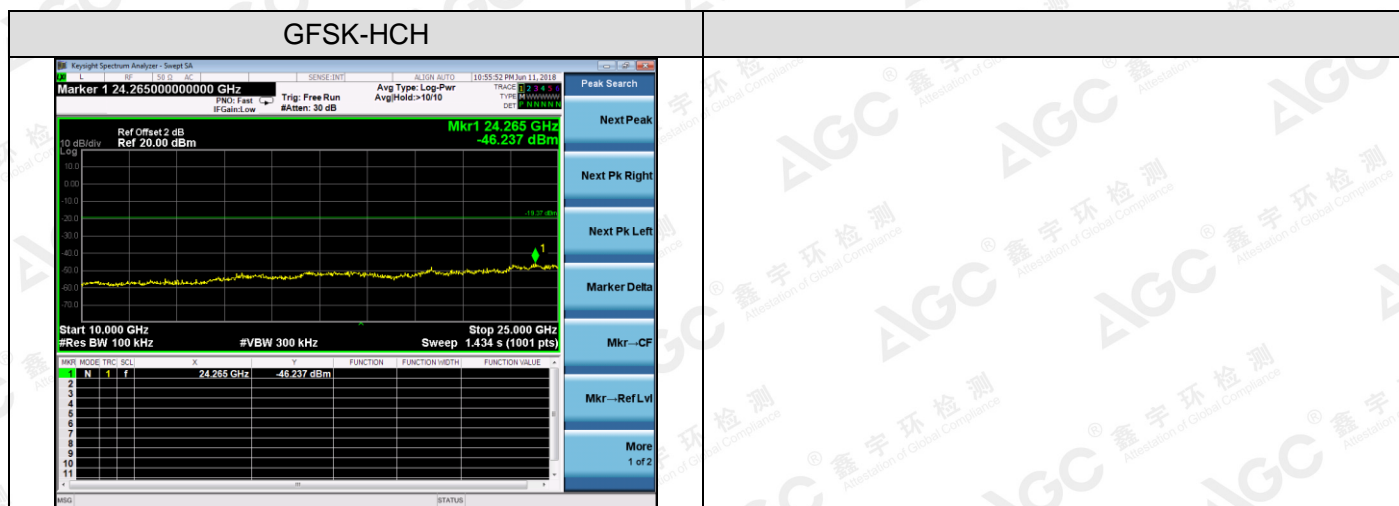 GFSK-HCH
Keysight Spectrum Analyzer - Swept SA
L RF 50 Ω AC SENSE:INT ALIGN AUTO 10:55:52 PM Jun 11, 2018
Marker 1 24.265000000000 GHz
PNO: Fast
IFGain:Low
Trig: Free Run
#Atten: 30 dB
Avg Type: Log-Pwr
Avg|Hold:>10/10
TRACE 1 2 3 4 5 6
TYPE M WWWWW
DET P N N N N N
Mkr1 24.265 GHz
-46.237 dBm
Ref Offset 2 dB
10 dB/div Ref 20.00 dBm
Log
10.0
0.00
-10.0
-20.0
-30.0
-40.0
-50.0
-60.0
-70.0
-19.37 dBm
1
Start 10.000 GHz
Stop 25.000 GHz
#Res BW 100 kHz
#VBW 300 kHz
Sweep 1.434 s (1001 pts)
MKR MODE TRC SCL X Y FUNCTION FUNCTION WIDTH FUNCTION VALUE
1 N 1 f 24.265 GHz -46.237 dBm
2
3
4
5
6
7
8
9
10
11
MSG
STATUS
Peak Search
Next Peak
Next Pk Right
Next Pk Left
Marker Delta
Mkr→CF
Mkr→Ref Lvl
More
1 of 2
AGC
鑫宇环检测
Attestation of Global Compliance